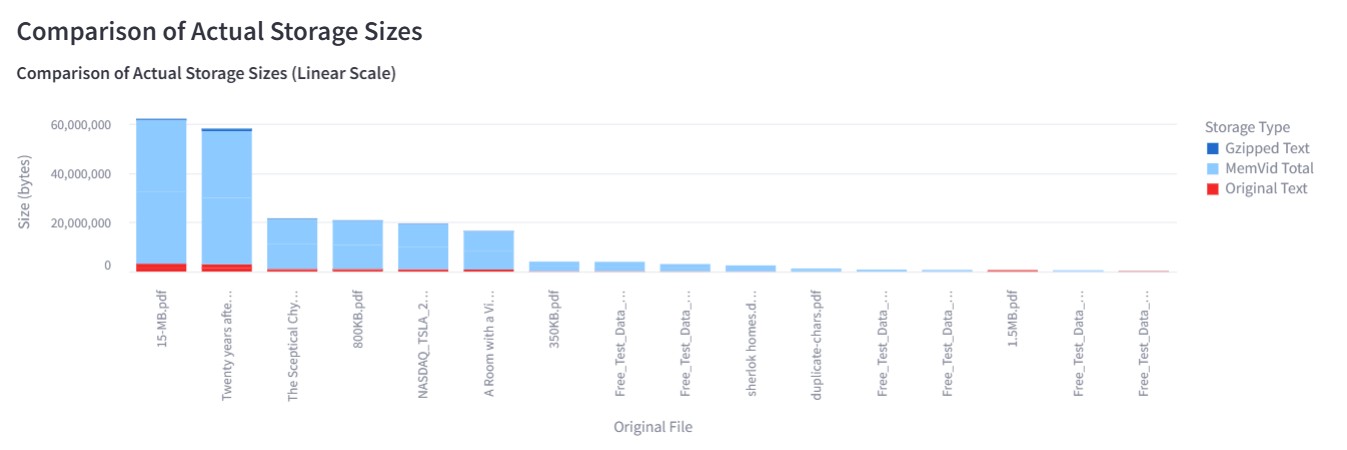 Comparison of Actual Storage Sizes
Comparison of Actual Storage Sizes (Linear Scale)
Size (bytes)
60,000,000
40,000,000
20,000,000
0
15-MB.pdf
Twenty years afte…
The Sceptical Chy…
800KB.pdf
NASDAQ_TSLA_2…
A Room with a Vi…
350KB.pdf
Free_Test_Data_…
Free_Test_Data_…
sherlok homes.d…
duplicate-chars.pdf
Free_Test_Data_…
Free_Test_Data_…
1.5MB.pdf
Free_Test_Data_…
Free_Test_Data_…
Original File
Storage Type
Gzipped Text
MemVid Total
Original Text